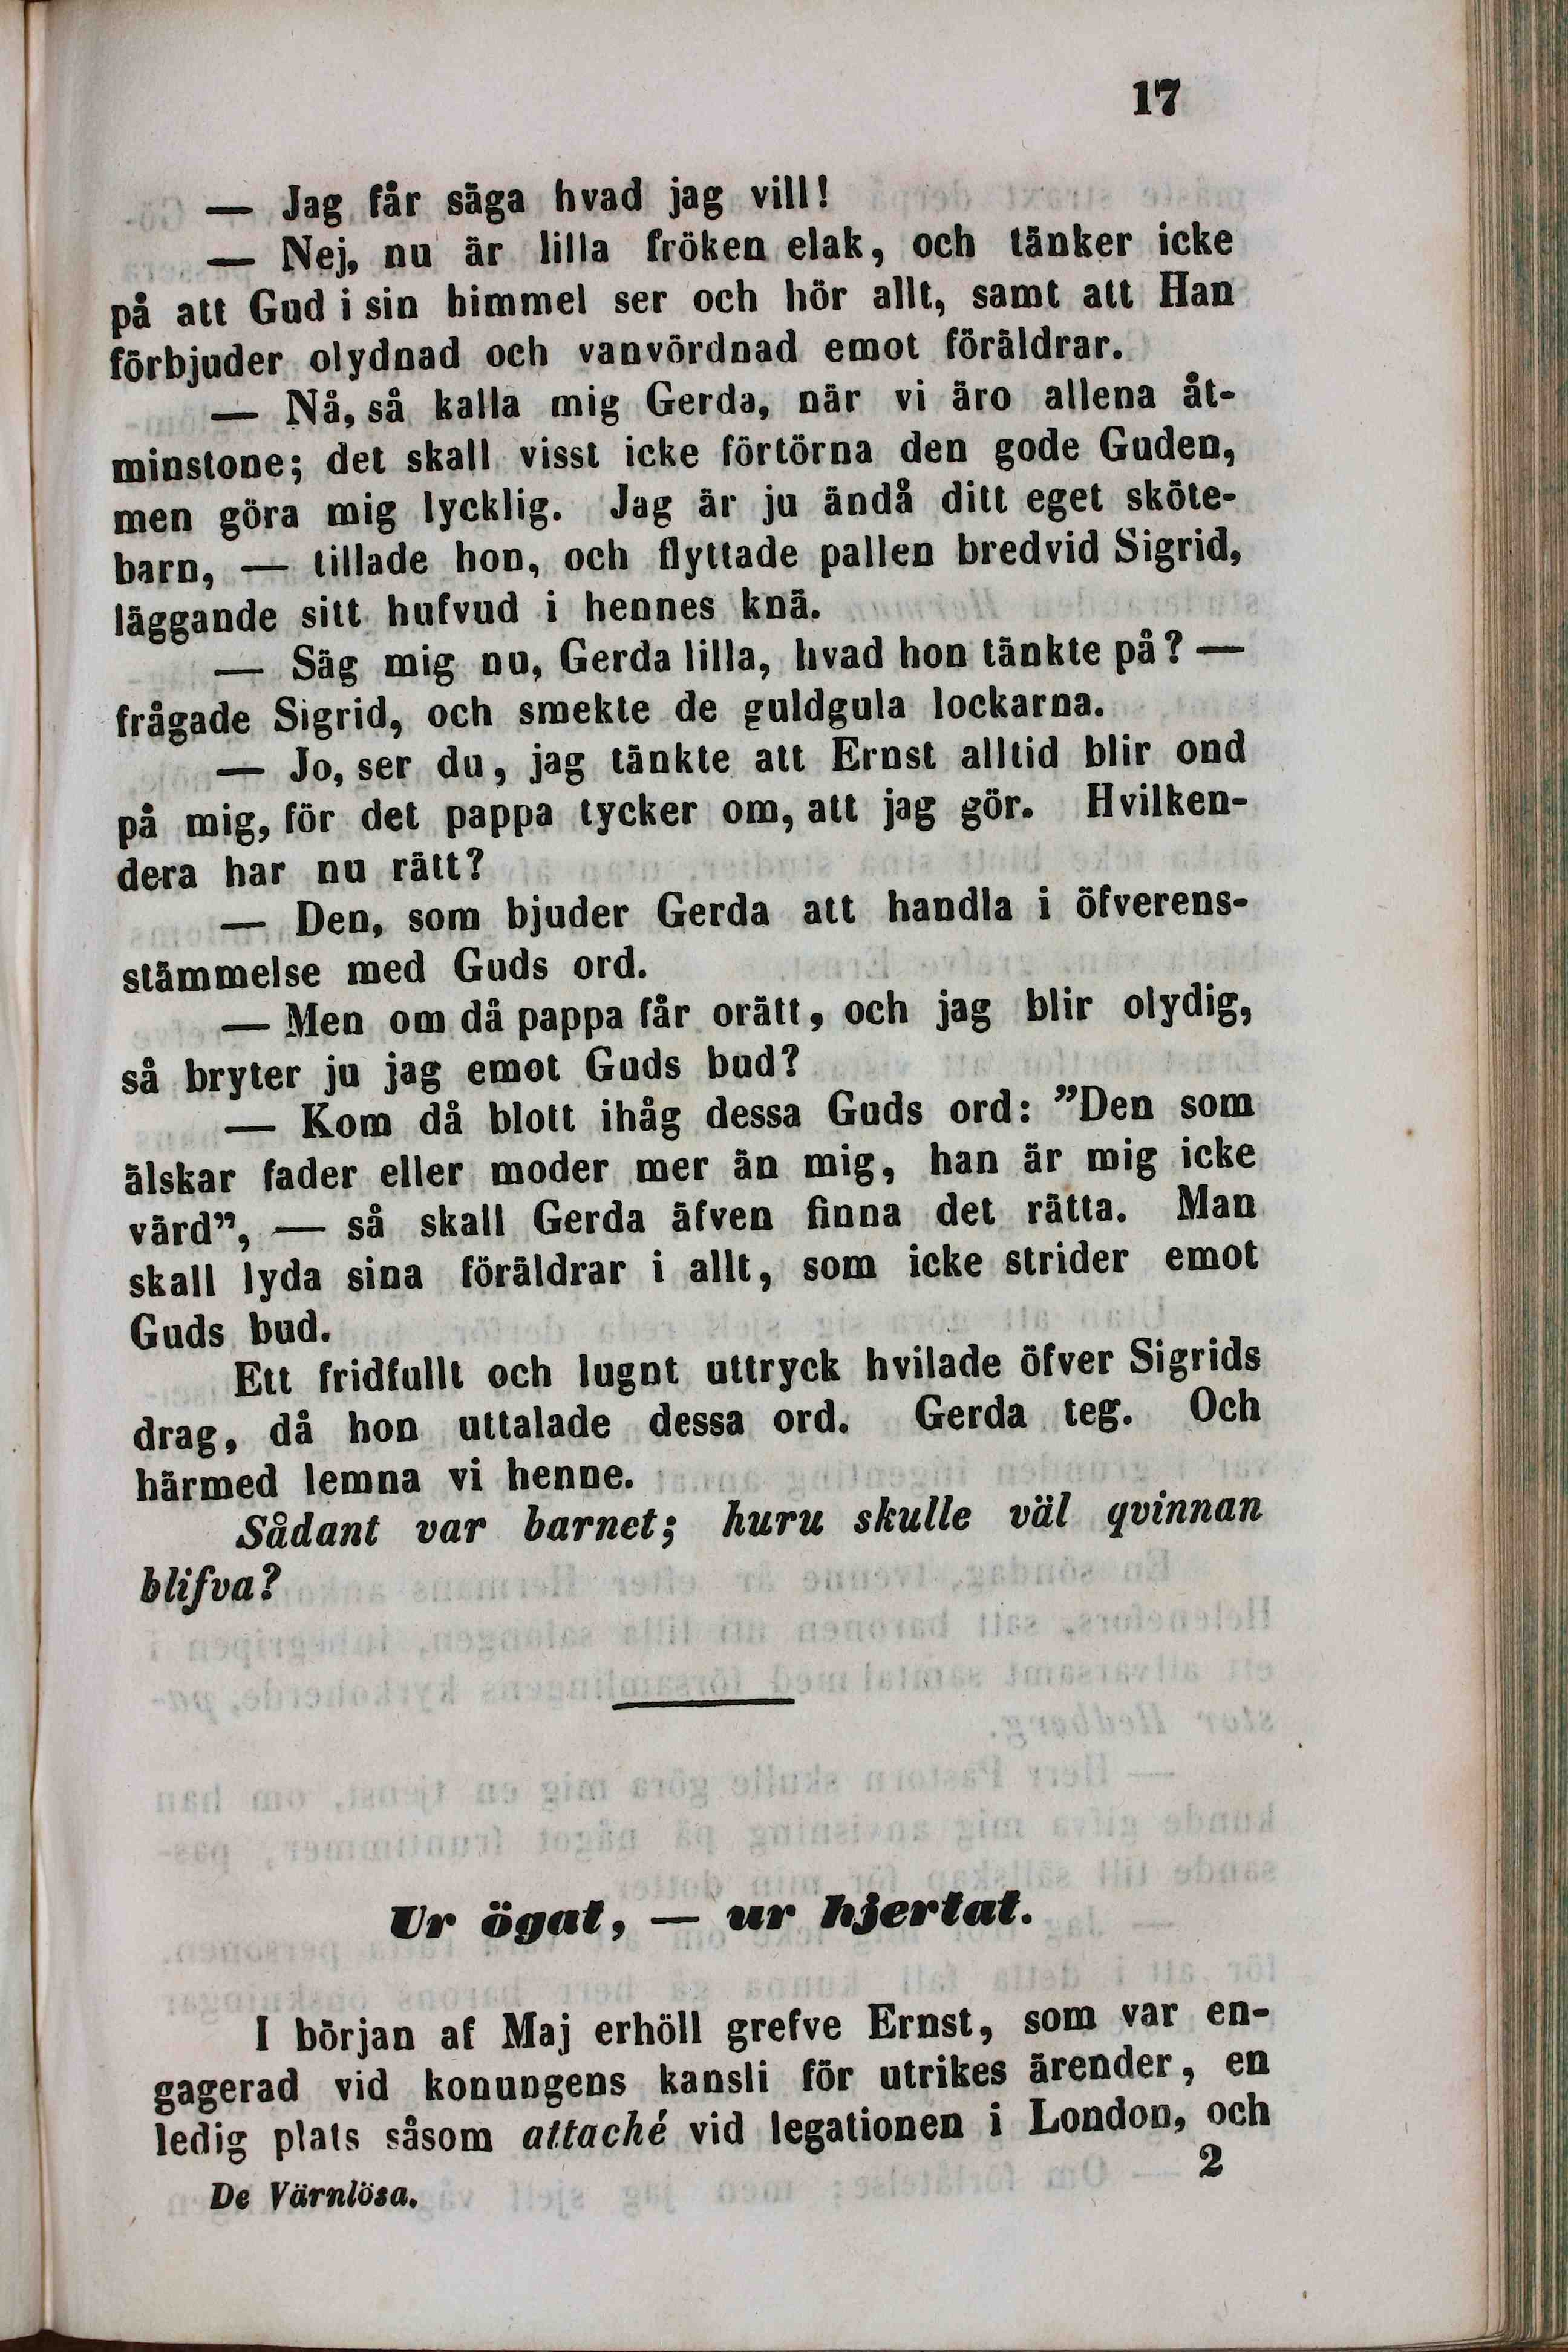 17
— Jag får säga hvad jag vill!
— Nej, nu är lilla fröken elak, och tänker icke
på att Gud i sin himmel ser och hör allt, samt att Han
förbjuder olydnad och vanvördnad emot föräldrar.
— Nå, så kalla mig Gerda, när vi äro allena åt-
minstone; det skall visst icke förtörna den gode Guden,
men göra mig lycklig. Jag är ju ändå ditt eget sköte-
barn, — tillade hon, och flyttade pallen bredvid Sigrid,
läggande sitt hufvud i hennes knä.
— Säg mig nu, Gerda lilla, hvad hon tänkte på? —
frågade Sigrid, och smekte de guldgula lockarna.
— Jo, ser du, jag tänkte att Ernst alltid blir ond
på mig, för det pappa tycker om, att jag gör. Hvilken-
dera har nu rätt?
— Den, som bjuder Gerda att handla i öfverens-
stämmelse med Guds ord.
— Men om då pappa får orätt, och jag blir olydig,
så bryter ju jag emot Guds bud?
— Kom då blott ihåg dessa Guds ord: ”Den som
älskar fader eller moder mer än mig, han är mig icke
värd”, — så skall Gerda äfven finna det rätta. Man
skall lyda sina föräldrar i allt, som icke strider emot
Guds bud.
Ett fridfullt och lugnt uttryck hvilade öfver Sigrids
drag, då hon uttalade dessa ord. Gerda teg. Och
härmed lemna vi henne.
Sådant var barnet; huru skulle väl qvinnan
blifva?
Ur ögat, — ur hjertat.
I början af Maj erhöll grefve Ernst, som var en-
gagerad vid konungens kansli för utrikes ärender, en
ledig plats såsom attaché vid legationen i London, och
De Värnlösa. 2